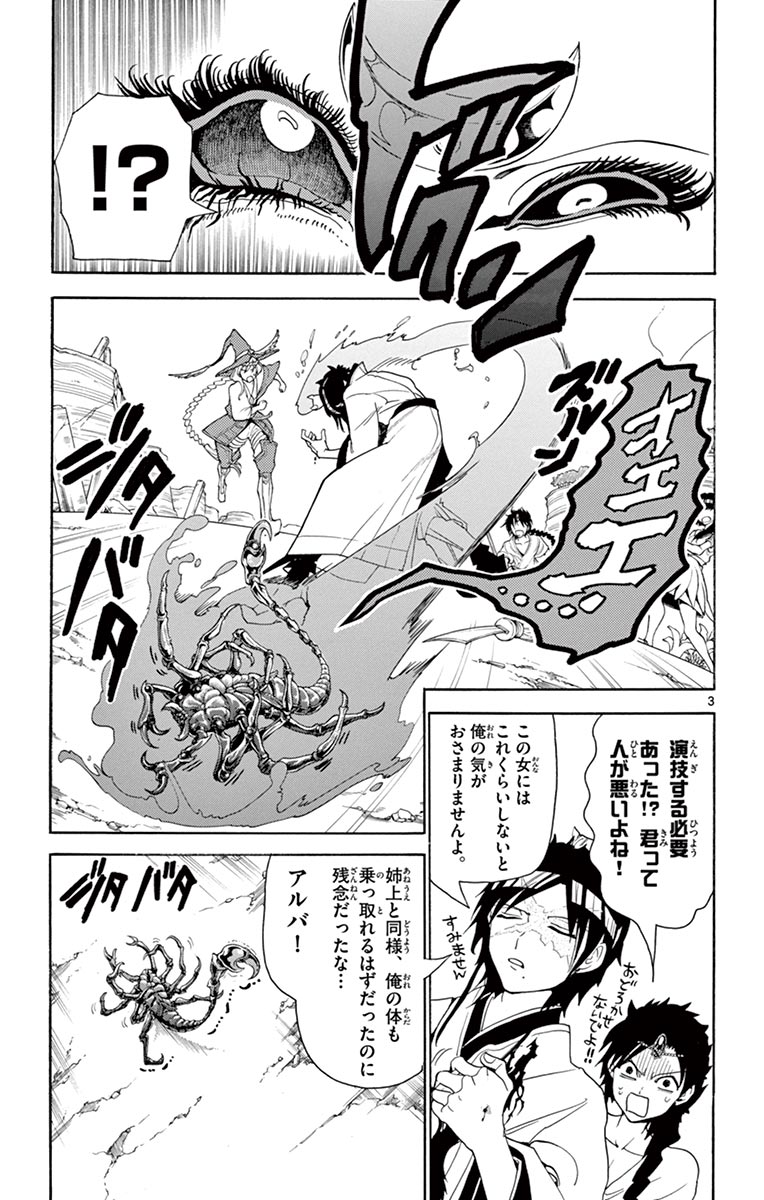 !?
ドクン
ズルン
オエエエ……
ジタ
バタ
3
演技する必要
あった!?君って
人が悪いよね!
この女には
これくらいしないと
俺の気が
おさまりませんよ。
すみません
おどろかせ
ないでよ!!
姉上と同様、俺の体も
乗っ取れるはずだったのに
残念だったな…
アルバ!
バタ
ジタ